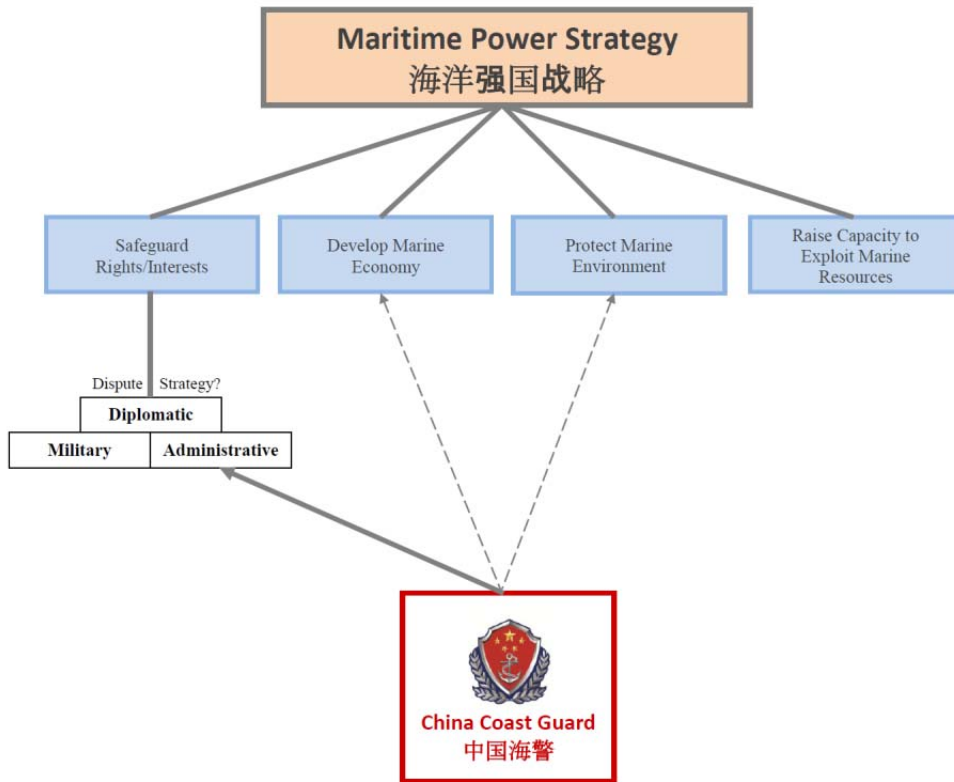 Maritime Power Strategy
海洋强国战略
Safeguard
Rights/Interests
Develop Marine
Economy
Protect Marine
Environment
Raise Capacity to
Exploit Marine
Resources
Dispute Strategy?
Diplomatic
Military
Administrative
China Coast Guard
中国海警